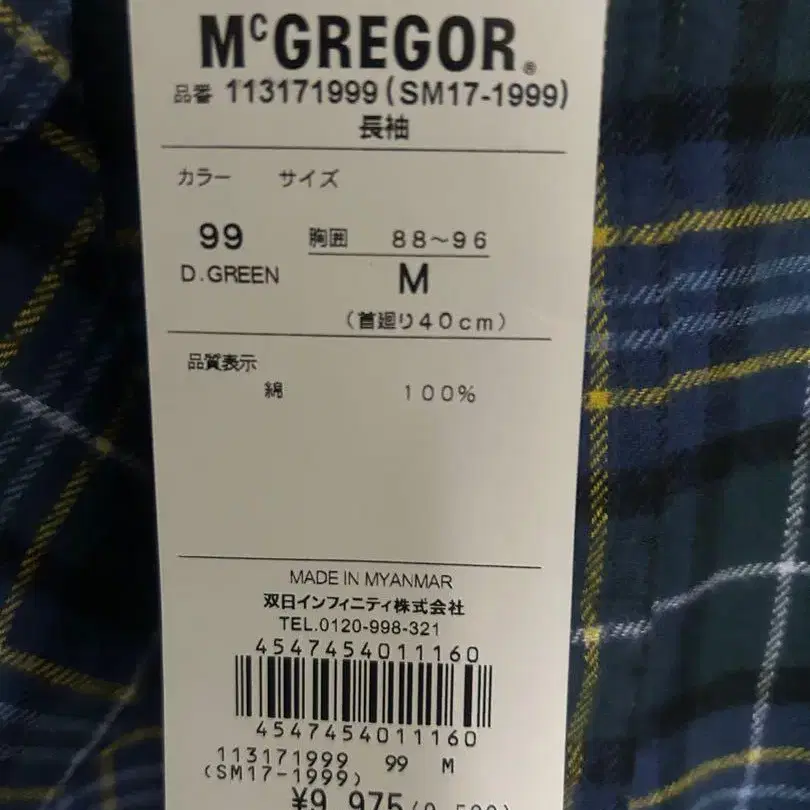 McGREGOR®
品番 113171999(SM17-1999)
長袖
カラー サイズ
99 胸囲 88～96
D.GREEN M
(首廻り40cm)
品質表示
綿 100%
MADE IN MYANMAR
双日インフィニティ株式会社
TEL.0120-998-321
4547454011160
4547454011160
113171999 99 M
(SM17-1999)
¥9,975